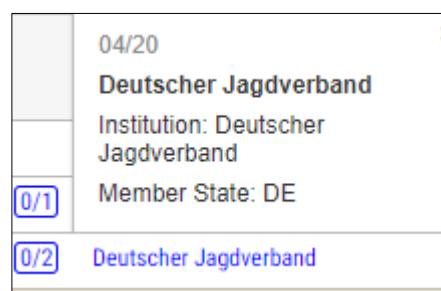 04/20
Deutscher Jagdverband
Institution: Deutscher
Jagdverband
Member State: DE
0/1
0/2
Deutscher Jagdverband